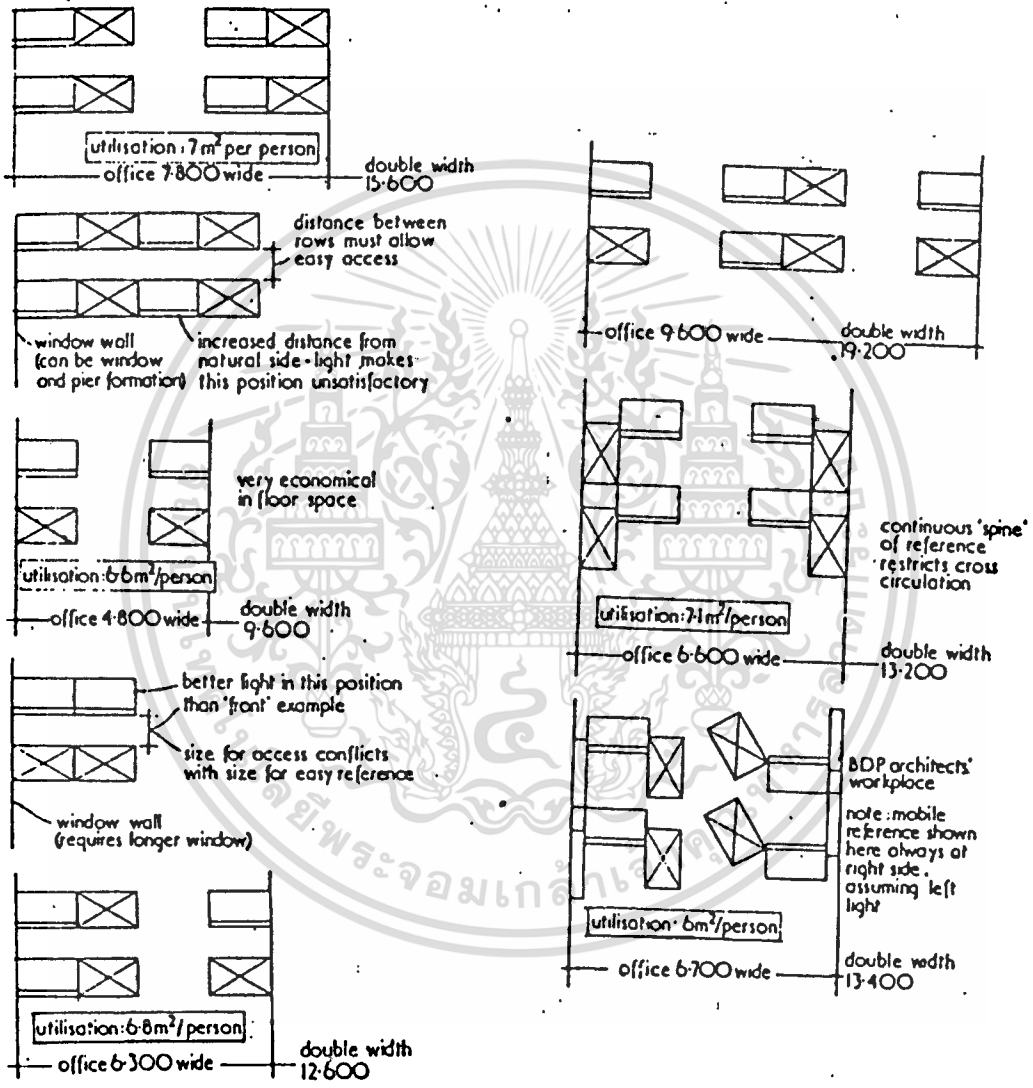 utilisation: 7 m² per person
office 7·800 wide
double width
15·600
distance between
rows must allow
easy access
window wall
(can be window
and pier formation)
increased distance from
natural side-light makes
this position unsatisfactory
very economical
in floor space
utilisation: 6·6m²/person
office 4·800 wide
double width
9·600
better light in this position
than 'front' example
size for access conflicts
with size for easy reference
window wall
(requires longer window)
utilisation: 6·8m²/person
office 6·300 wide
double width
12·600
office 9·600 wide
double width
19·200
continuous 'spine'
of reference
restricts cross
circulation
utilisation: 7·1m²/person
office 6·600 wide
double width
13·200
BDP architects'
workplace
note: mobile
reference shown
here always at
right side,
assuming left
light
utilisation· 6m²/person
office 6·700 wide
double width
13·400